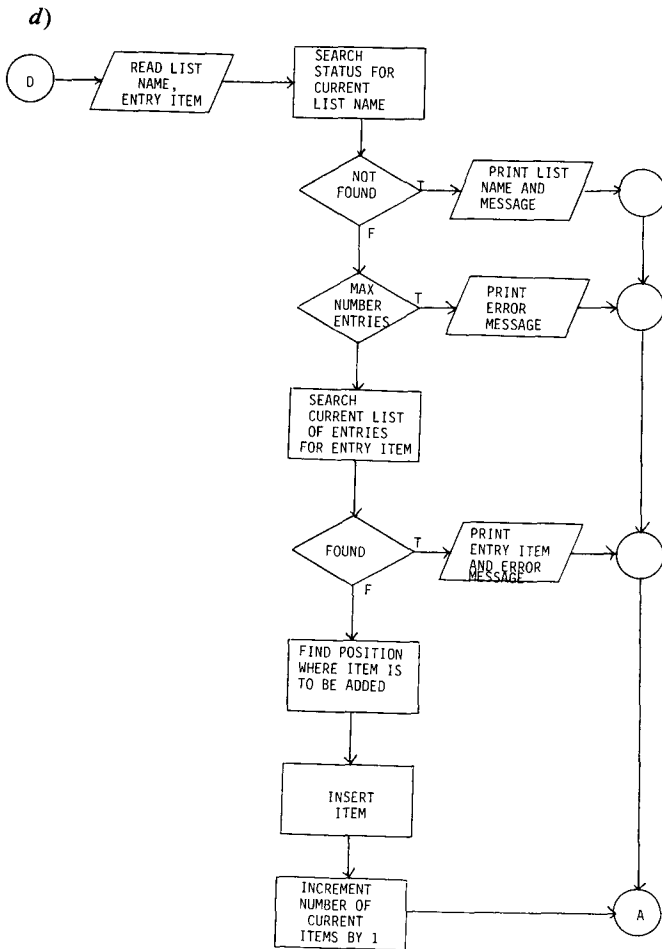 d)
D
READ LIST
NAME,
ENTRY ITEM
SEARCH
STATUS FOR
CURRENT
LIST NAME
NOT
FOUND
T
PRINT LIST
NAME AND
MESSAGE
F
MAX
NUMBER
ENTRIES
T
PRINT
ERROR
MESSAGE
SEARCH
CURRENT LIST
OF ENTRIES
FOR ENTRY ITEM
FOUND
T
PRINT
ENTRY ITEM
AND ERROR
MESSAGE
F
FIND POSITION
WHERE ITEM IS
TO BE ADDED
INSERT
ITEM
INCREMENT
NUMBER OF
CURRENT
ITEMS BY 1
A